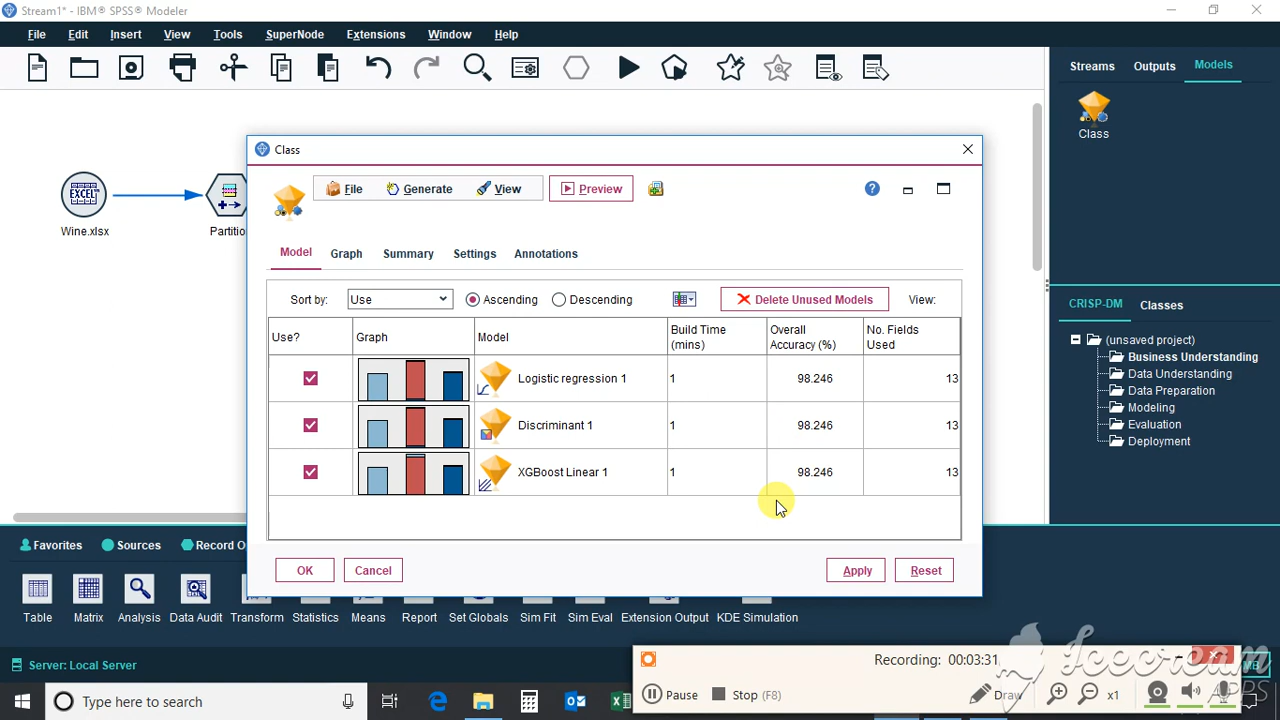 Stream1* - IBM® SPSS® Modeler
File Edit Insert View Tools SuperNode Extensions Window Help
Streams Outputs Models
Class
EXCEL
Wine.xlsx
Partitio
Class
File Generate View Preview
?
Model Graph Summary Settings Annotations
Sort by: Use Ascending Descending Delete Unused Models View:
Use? Graph Model Build Time (mins) Overall Accuracy (%) No. Fields Used
Logistic regression 1 1 98.246 13
Discriminant 1 1 98.246 13
XGBoost Linear 1 1 98.246 13
OK Cancel Apply Reset
CRISP-DM Classes
(unsaved project)
Business Understanding
Data Understanding
Data Preparation
Modeling
Evaluation
Deployment
Favorites Sources Record O
Table Matrix Analysis Data Audit Transform Statistics Means Report Set Globals Sim Fit Sim Eval Extension Output KDE Simulation
Server: Local Server
MB
Recording: 00:03:31
Pause Stop (F8) Draw x1
Icecream
APPS
Type here to search